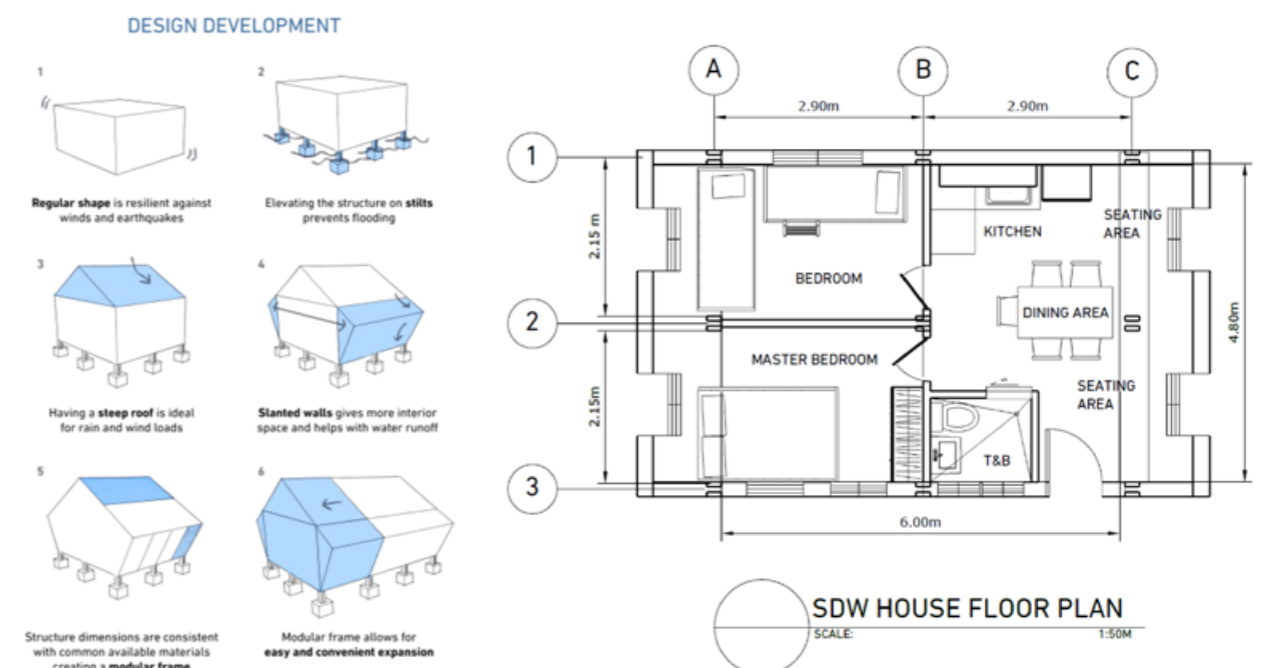 DESIGN DEVELOPMENT
1
Regular shape is resilient against
winds and earthquakes
2
Elevating the structure on stilts
prevents flooding
3
Having a steep roof is ideal
for rain and wind loads
4
Slanted walls gives more interior
space and helps with water runoff
5
Structure dimensions are consistent
with common available materials
creating a modular frame
6
Modular frame allows for
easy and convenient expansion
A
B
C
2.90m
2.90m
1
2
3
2.15 m
2.15m
4.80m
6.00m
BEDROOM
MASTER BEDROOM
KITCHEN
SEATING
AREA
DINING AREA
SEATING
AREA
T&B
SDW HOUSE FLOOR PLAN
SCALE:
1:50M